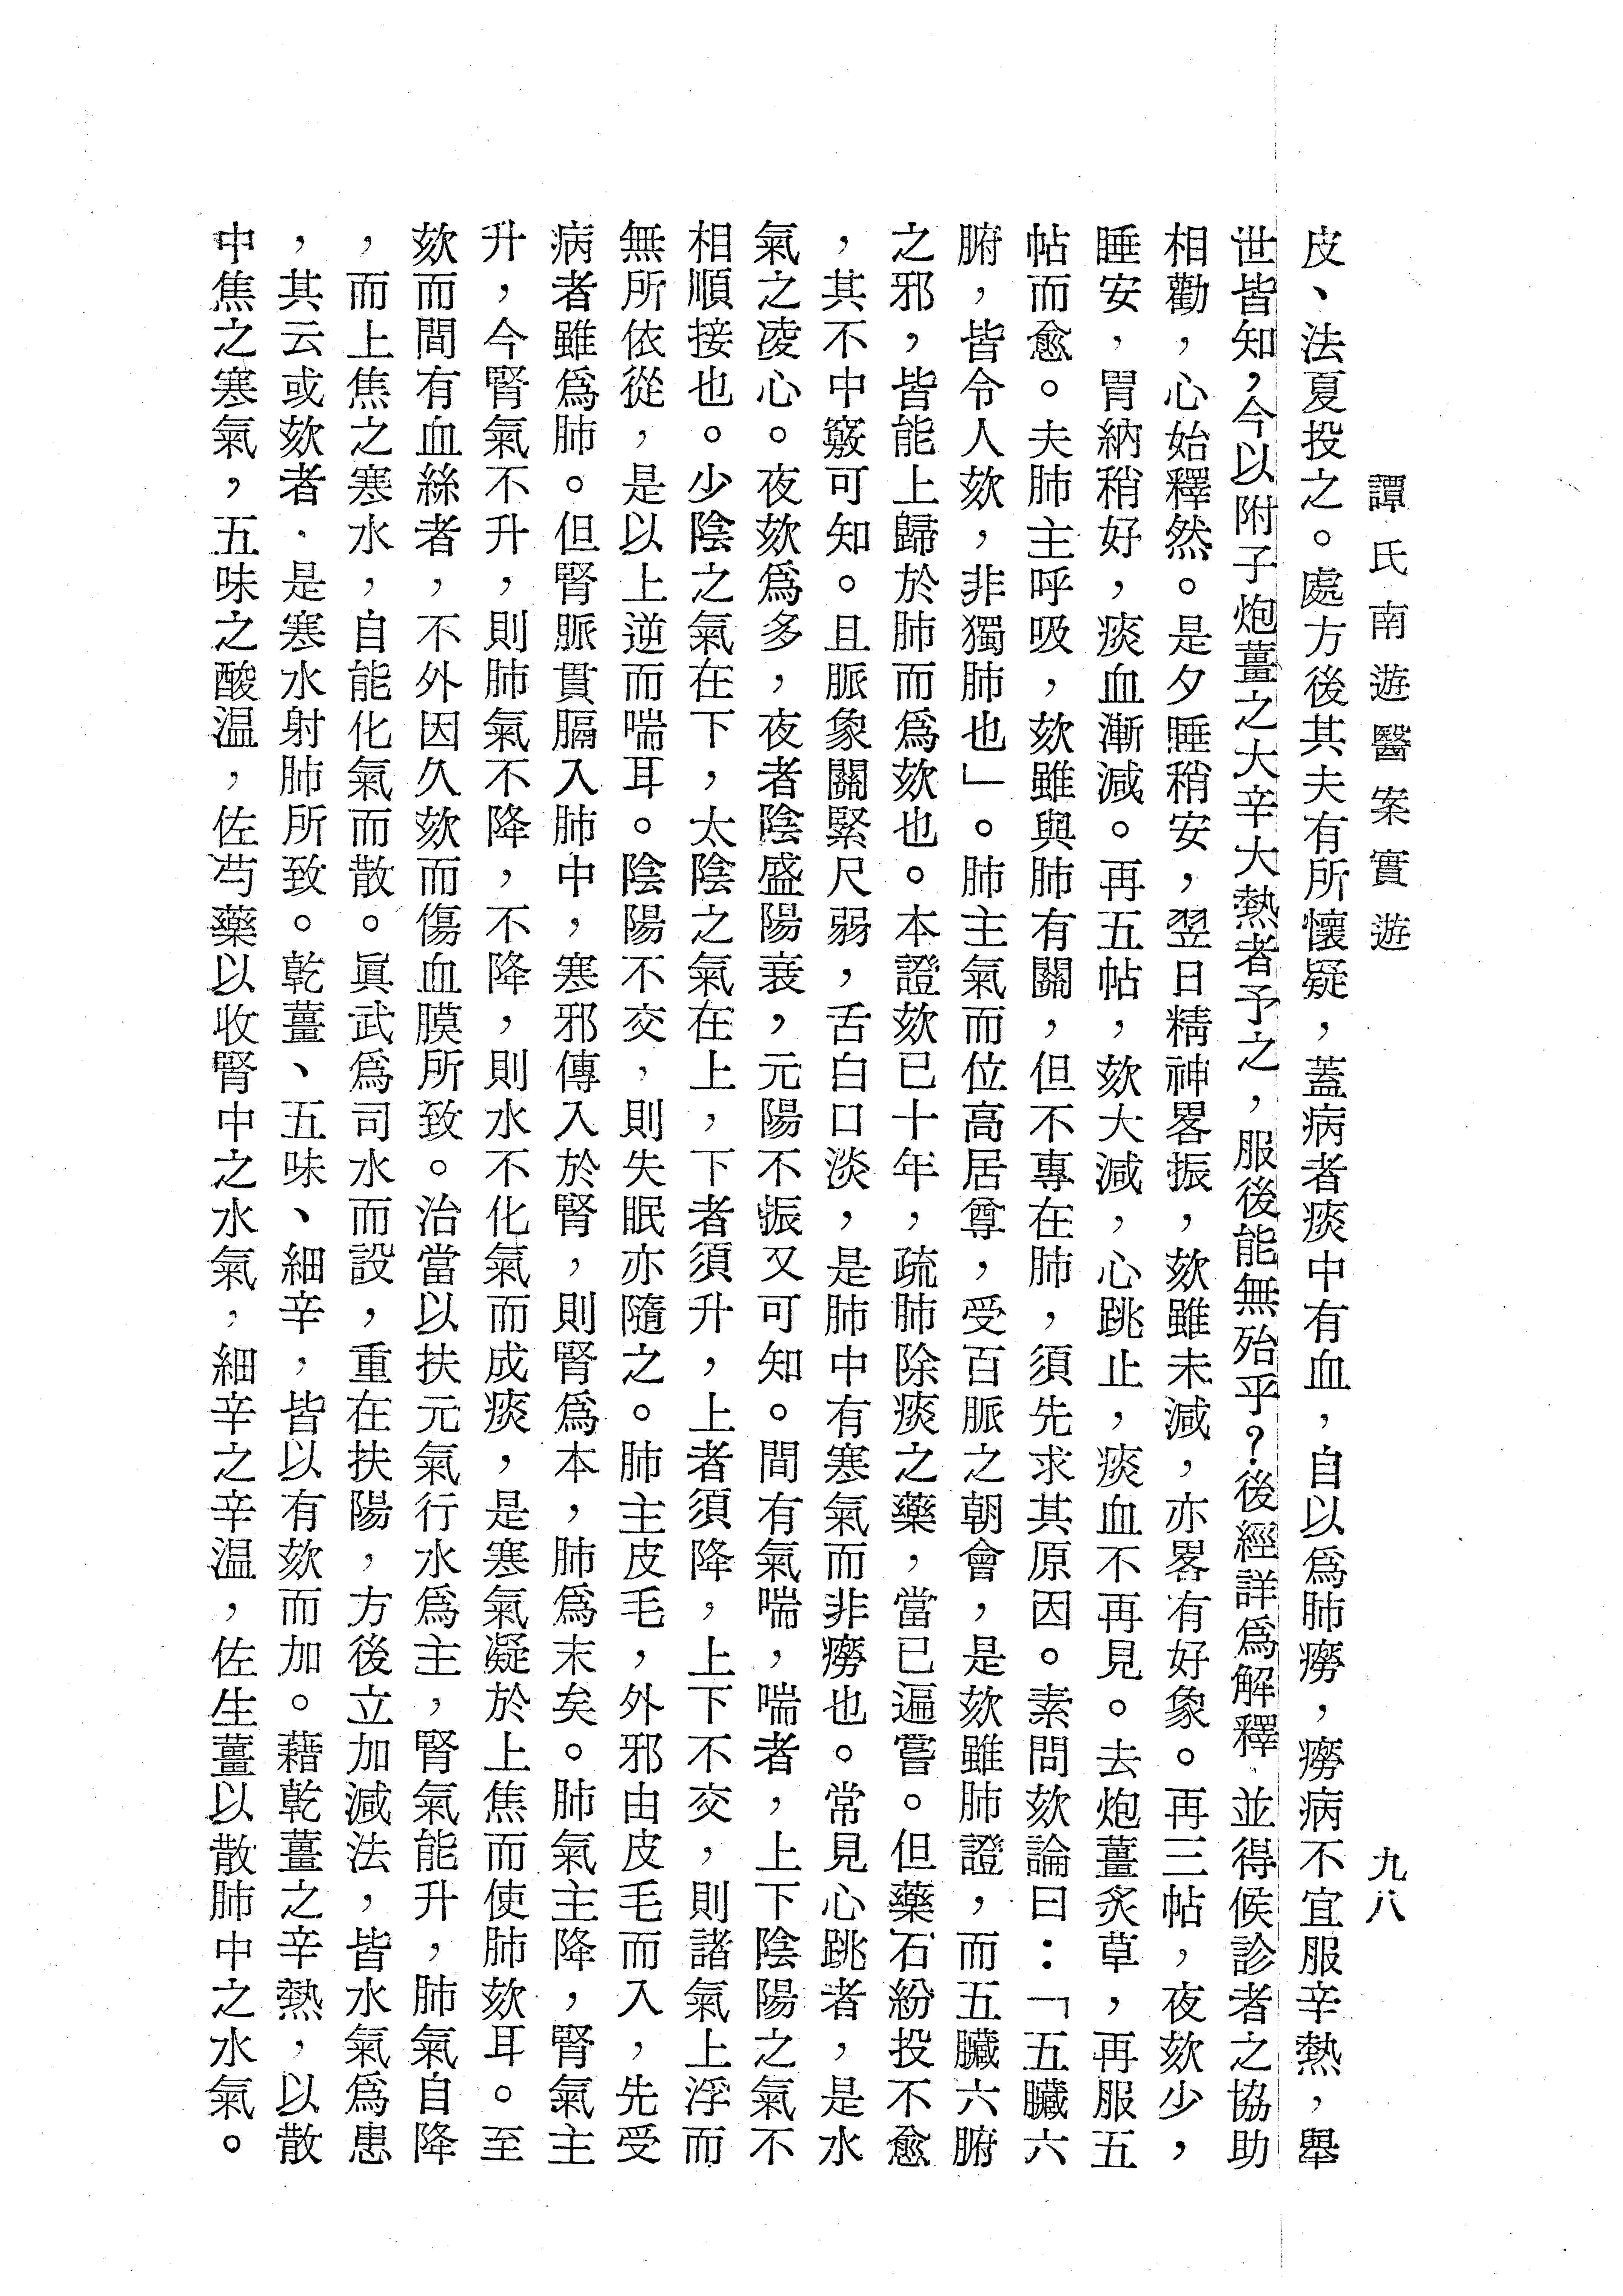 譚氏南遊醫案實遊
九八
皮、法夏投之。處方後其夫有所懷疑，蓋病者痰中有血，自以爲肺癆，癆病不宜服辛熱，舉
世皆知，今以附子炮薑之大辛大熱者予之，服後能無殆乎？後經詳爲解釋、並得候診者之協助
相勸，心始釋然。是夕睡稍安，翌日精神畧振，欬雖未減，亦畧有好象。再三帖，夜欬少，
睡安，胃納稍好，痰血漸減。再五帖，欬大減，心跳止，痰血不再見。去炮薑炙草，再服五
帖而愈。夫肺主呼吸，欬雖與肺有關，但不專在肺，須先求其原因。素問欬論曰：「五臟六
腑，皆令人欬，非獨肺也」。肺主氣而位高居尊，受百脈之朝會，是欬雖肺證，而五臟六腑
之邪，皆能上歸於肺而爲欬也。本證欬已十年，疏肺除痰之藥，當已遍嘗。但藥石紛投不愈
，其不中竅可知。且脈象關緊尺弱，舌白口淡，是肺中有寒氣而非癆也。常見心跳者，是水
氣之凌心。夜欬爲多，夜者陰盛陽衰，元陽不振又可知。間有氣喘，喘者，上下陰陽之氣不
相順接也。少陰之氣在下，太陰之氣在上，下者須升，上者須降，上下不交，則諸氣上浮而
無所依從，是以上逆而喘耳。陰陽不交，則失眠亦隨之。肺主皮毛，外邪由皮毛而入，先受
病者雖爲肺。但腎脈貫膈入肺中，寒邪傳入於腎，則腎爲本，肺爲末矣。肺氣主降，腎氣主
升，今腎氣不升，則肺氣不降，不降，則水不化氣而成痰，是寒氣凝於上焦而使肺欬耳。至
欬而間有血絲者，不外因久欬而傷血膜所致。治當以扶元氣行水爲主，腎氣能升，肺氣自降
，而上焦之寒水，自能化氣而散。眞武爲司水而設，重在扶陽，方後立加減法，皆水氣爲患
，其云或欬者．是寒水射肺所致。乾薑、五味、細辛，皆以有欬而加。藉乾薑之辛熱，以散
中焦之寒氣，五味之酸温，佐芍藥以收腎中之水氣，細辛之辛温，佐生薑以散肺中之水氣。